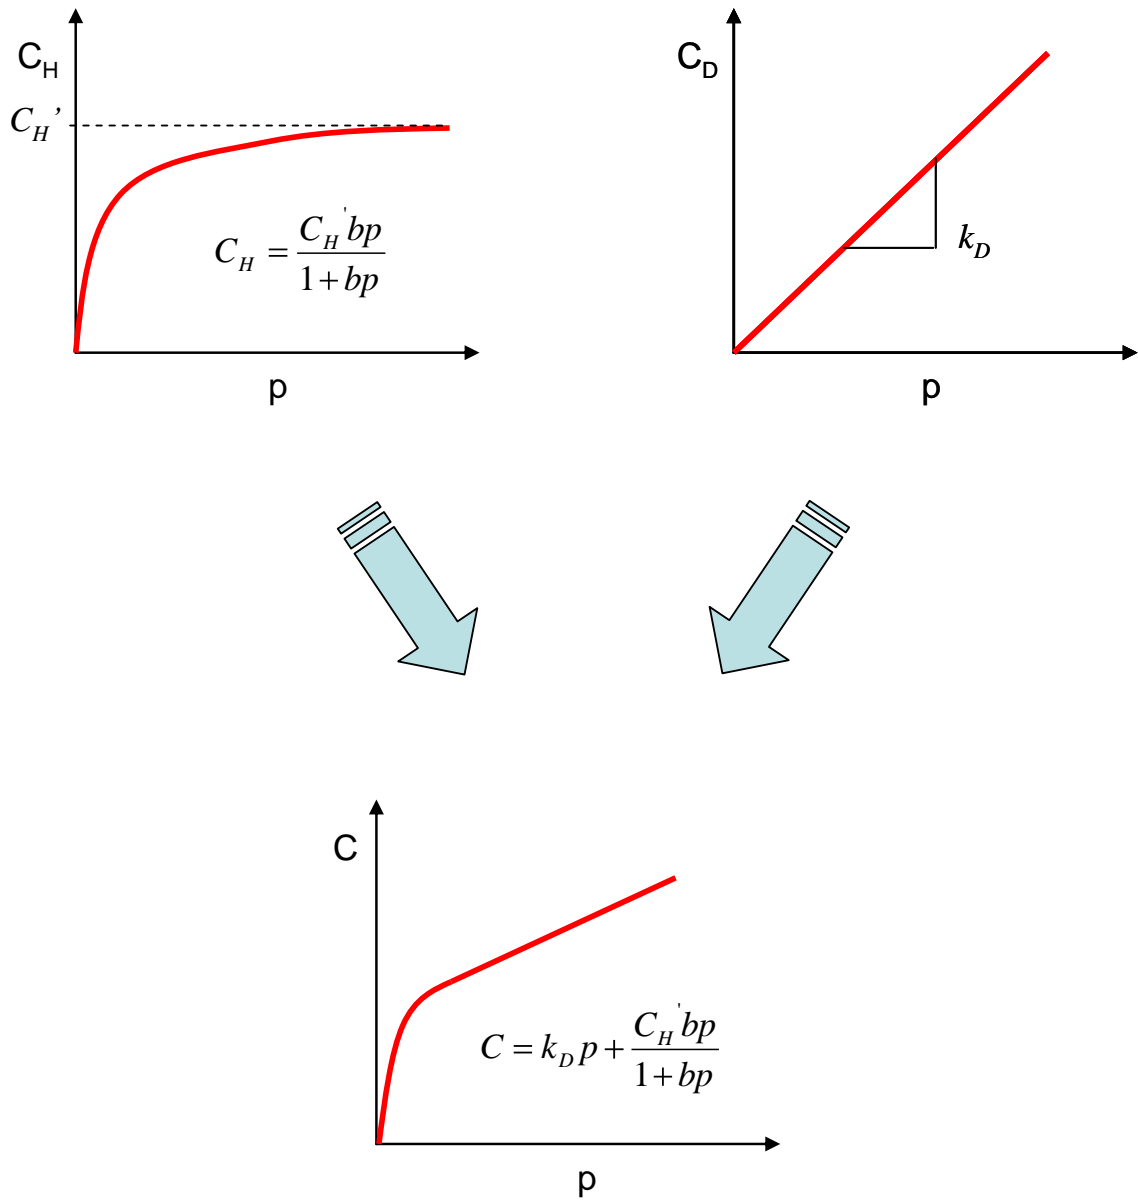 C_H
C_H’
C_H = C_H'bp / 1 + bp
p
C_D
k_D
p
C
C = k_D p + C_H'bp / 1 + bp
p